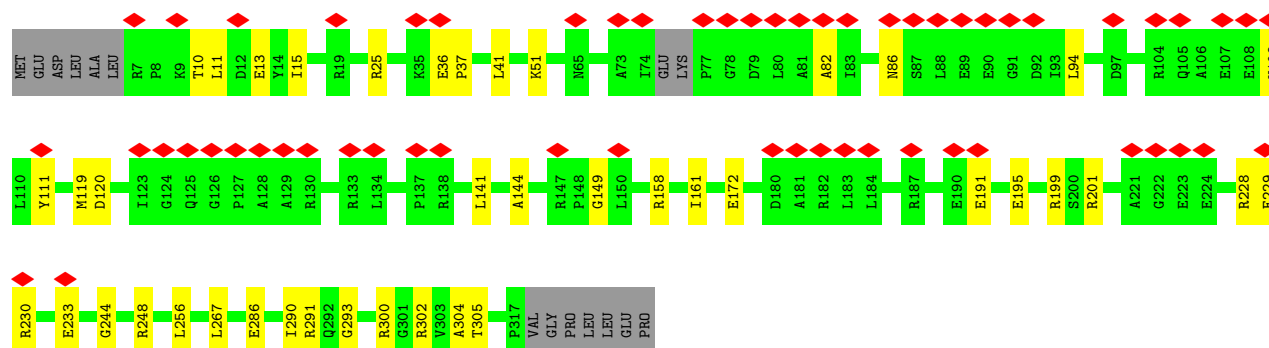 MET GLU ASP LEU ALA LEU R7 P8 K9 T10 L11 D12 E13 Y14 I15 R19 R25 K35 E36 P37 L41 K51 N65 A73 I74 GLU LYS P77 G78 D79 L80 A81 A82 I83 N86 S87 L88 E89 E90 G91 D92 I93 L94 D97 R104 Q105 A106 E107 E108
L110 Y111 M119 D120 I123 G124 Q125 G126 P127 A128 A129 R130 R133 L134 P137 R138 L141 A144 R147 P148 G149 L150 R158 I161 E172 D180 A181 R182 L183 L184 R187 E190 E191 E195 R199 S200 R201 A221 G222 E223 E224 R228
R230 E233 G244 R248 L256 L267 E286 I290 R291 Q292 G293 R300 G301 R302 V303 A304 T305 P317 VAL GLY PRO LEU LEU GLU PRO